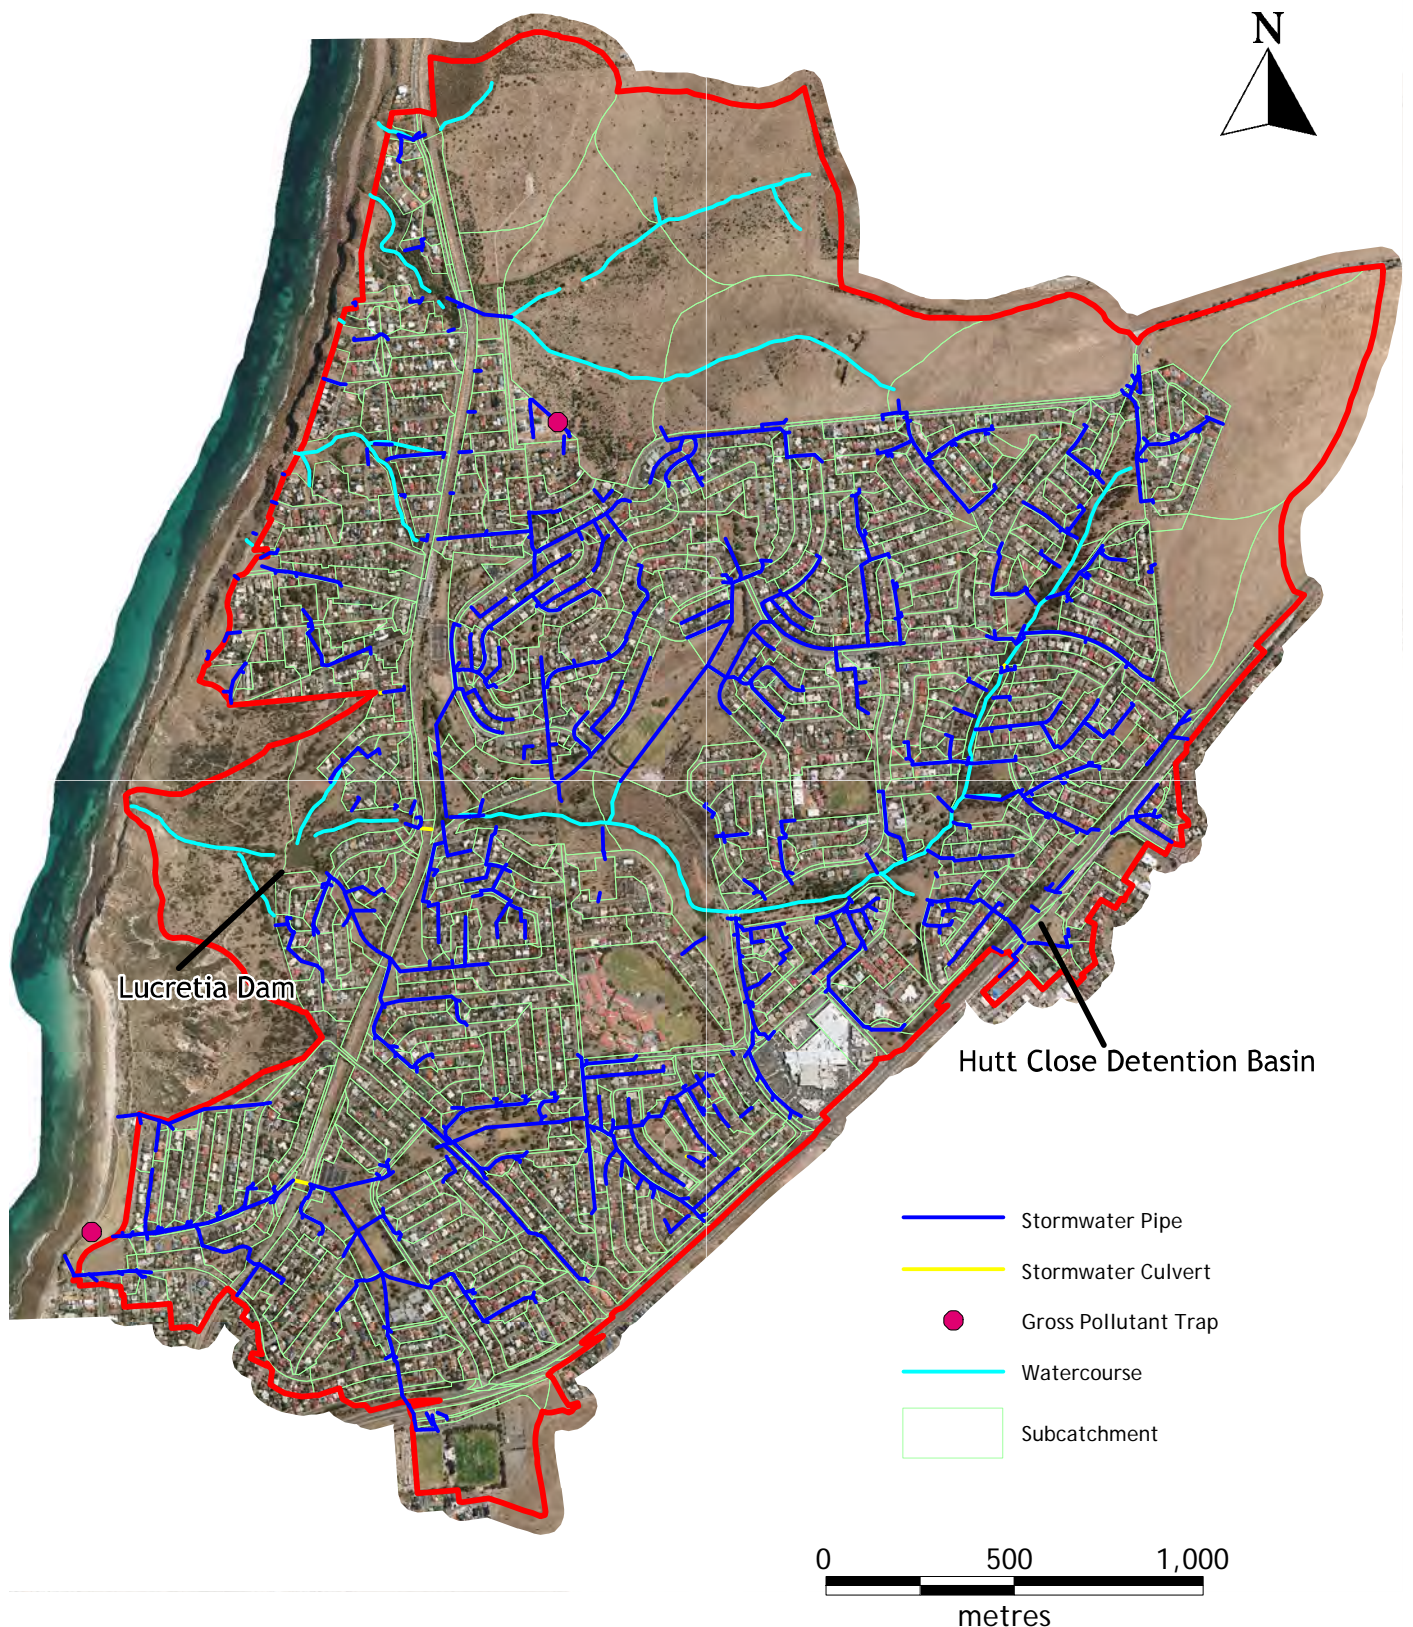 N
Lucretia Dam
Hutt Close Detention Basin
Stormwater Pipe
Stormwater Culvert
Gross Pollutant Trap
Watercourse
Subcatchment
0 500 1,000
metres